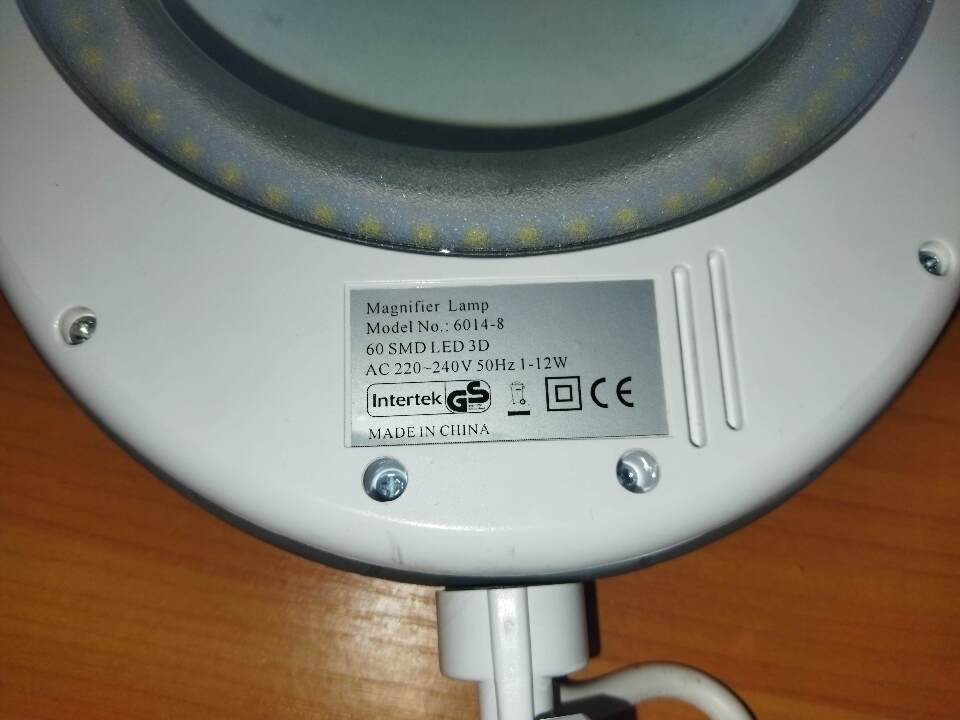 Magnifier Lamp
Model No.: 6014-8
60 SMD LED 3D
AC 220~240V 50Hz 1-12W
Intertek GS CE
MADE IN CHINA